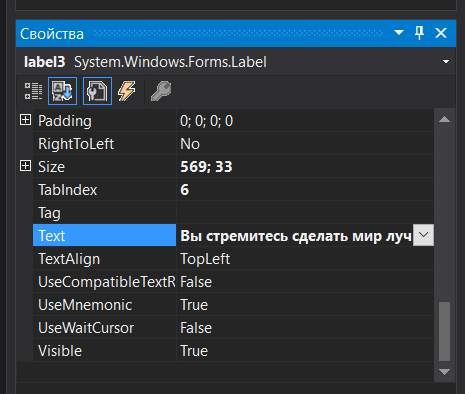 Свойства
label3 System.Windows.Forms.Label
Padding 0; 0; 0; 0
RightToLeft No
Size 569; 33
TabIndex 6
Tag
Text Вы стремитесь сделать мир луч
TextAlign TopLeft
UseCompatibleTextR False
UseMnemonic True
UseWaitCursor False
Visible True